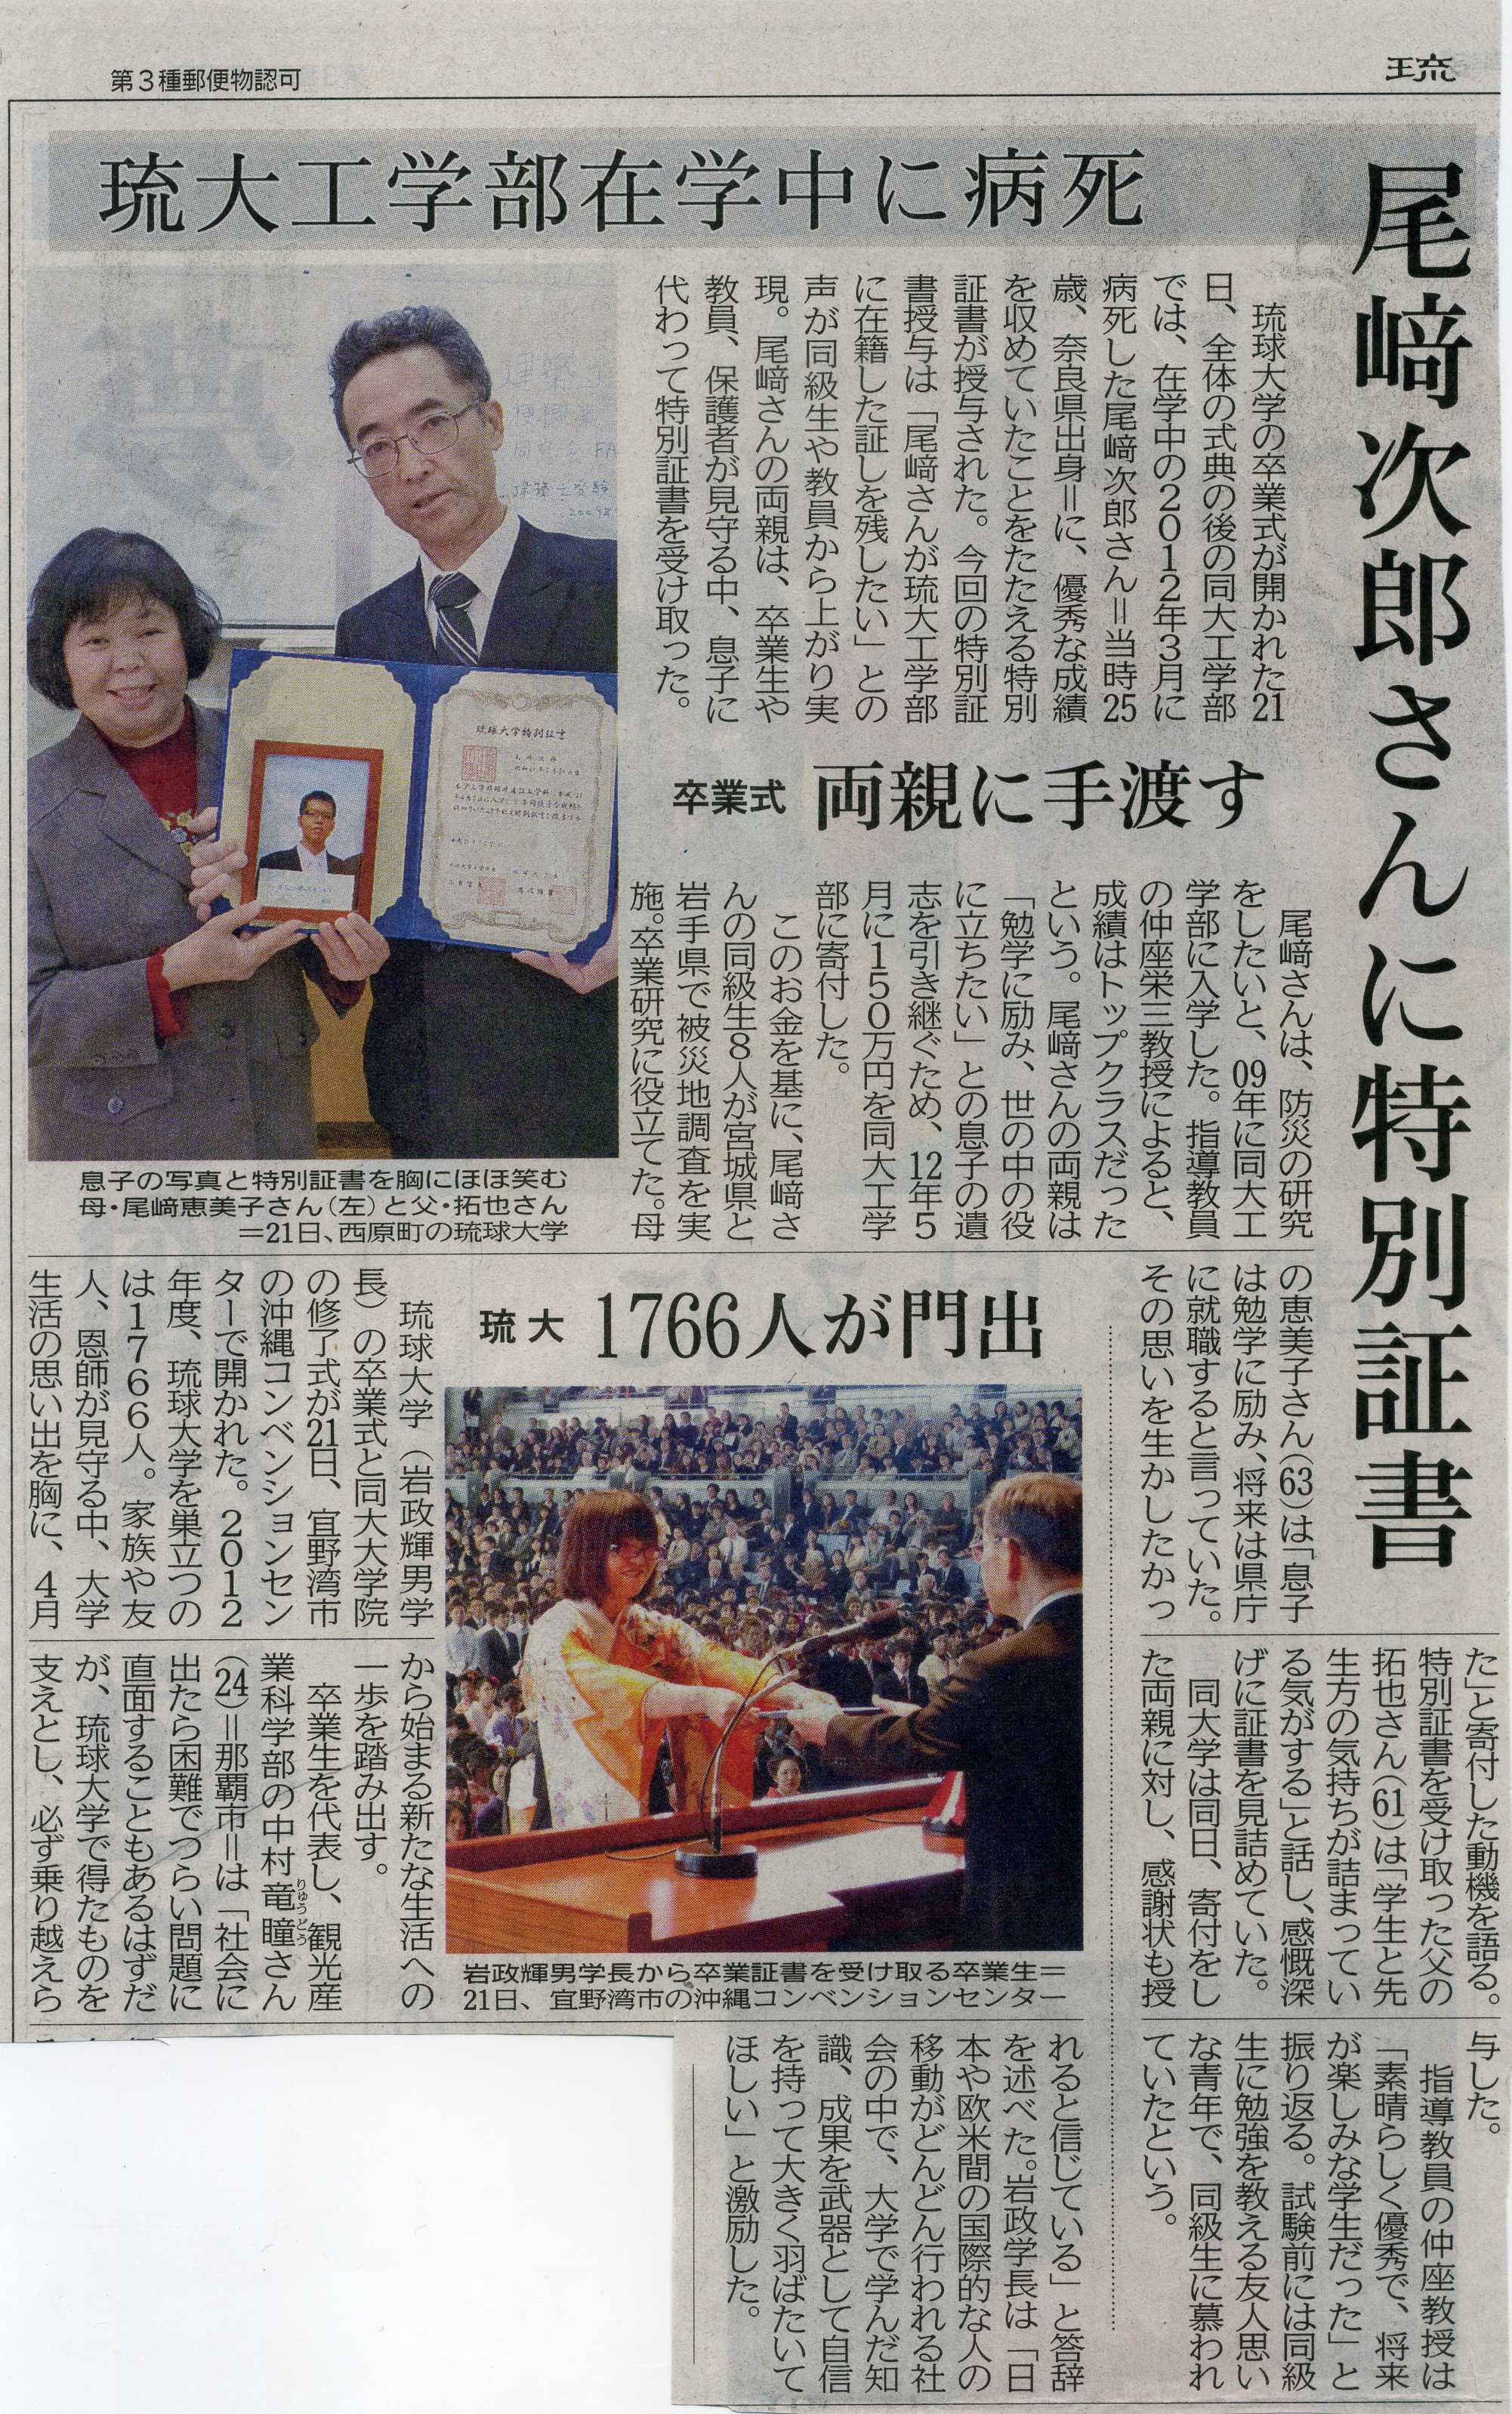 第3種郵便物認可
琉
琉大工学部在学中に病死
尾﨑次郎さんに特別証書
琉球大学の卒業式が開かれた21
日、全体の式典の後の同大工学部
では、在学中の2012年3月に
病死した尾﨑次郎さん=当時25
歳、奈良県出身=に、優秀な成績
を収めていたことをたたえる特別
証書が授与された。今回の特別証
書授与は「尾﨑さんが琉大工学部
に在籍した証しを残したい」との
声が同級生や教員から上がり実
現。尾﨑さんの両親は、卒業生や
教員、保護者が見守る中、息子に
代わって特別証書を受け取った。
卒業式 両親に手渡す
尾﨑さんは、防災の研究
をしたいと、09年に同大工
学部に入学した。指導教員
の仲座栄三教授によると、
成績はトップクラスだった
という。尾﨑さんの両親は
「勉学に励み、世の中の役
に立ちたい」との息子の遺
志を引き継ぐため、12年5
月に150万円を同大工学
部に寄付した。
このお金を基に、尾﨑さ
んの同級生8人が宮城県と
岩手県で被災地調査を実
施。卒業研究に役立てた。母
の恵美子さん(63)は「息子
は勉学に励み、将来は県庁
に就職すると言っていた。
その思いを生かしたかっ
た」と寄付した動機を語る。
特別証書を受け取った父の
拓也さん(61)は「学生と先
生方の気持ちが詰まってい
る気がする」と話し、感慨深
げに証書を見詰めていた。
同大学は同日、寄付をし
た両親に対し、感謝状も授
与した。
指導教員の仲座教授は
「素晴らしく優秀で、将来
が楽しみな学生だった」と
振り返る。試験前には同級
生に勉強を教える友人思い
な青年で、同級生に慕われ
ていたという。
琉球大学特別証書
息子の写真と特別証書を胸にほほ笑む
母・尾﨑恵美子さん(左)と父・拓也さん
=21日、西原町の琉球大学
琉大 1766人が門出
琉球大学(岩政輝男学
長)の卒業式と同大大学院
の修了式が21日、宜野湾市
の沖縄コンベンションセン
ターで開かれた。2012
年度、琉球大学を巣立つの
は1766人。家族や友
人、恩師が見守る中、大学
生活の思い出を胸に、4月
から始まる新たな生活への
一歩を踏み出す。
卒業生を代表し、観光産
業科学部の中村竜瞳さん
りゅうどう
(24)=那覇市=は「社会に
出たら困難でつらい問題に
直面することもあるはずだ
が、琉球大学で得たものを
支えとし、必ず乗り越えら
れると信じている」と答辞
を述べた。岩政学長は「日
本や欧米間の国際的な人の
移動がどんどん行われる社
会の中で、大学で学んだ知
識、成果を武器として自信
を持って大きく羽ばたいて
ほしい」と激励した。
岩政輝男学長から卒業証書を受け取る卒業生=
21日、宜野湾市の沖縄コンベンションセンター